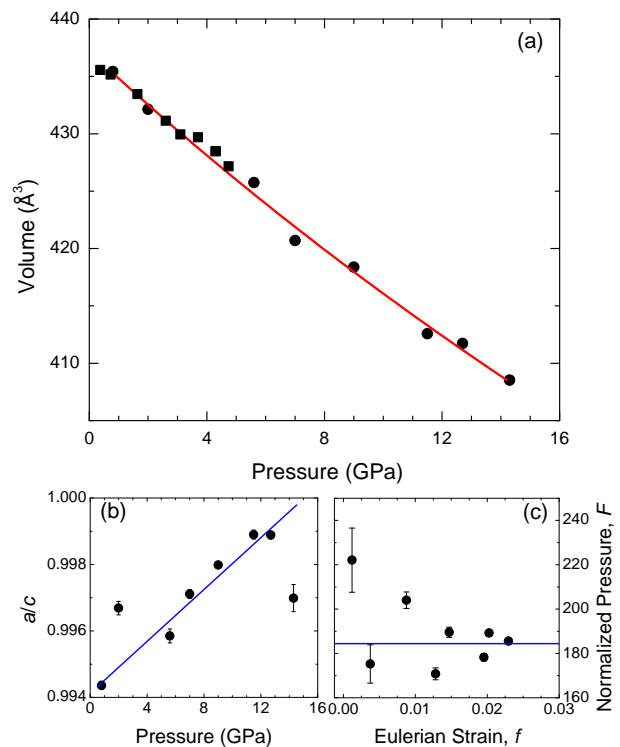 (a)
440
430
420
410
Volume (Å³)
0 4 8 12 16
Pressure (GPa)
(b)
1.000
0.998
0.996
0.994
a/c
0 4 8 12 16
Pressure (GPa)
(c)
240
220
200
180
160
Normalized Pressure, F
0.00 0.01 0.02 0.03
Eulerian Strain, f